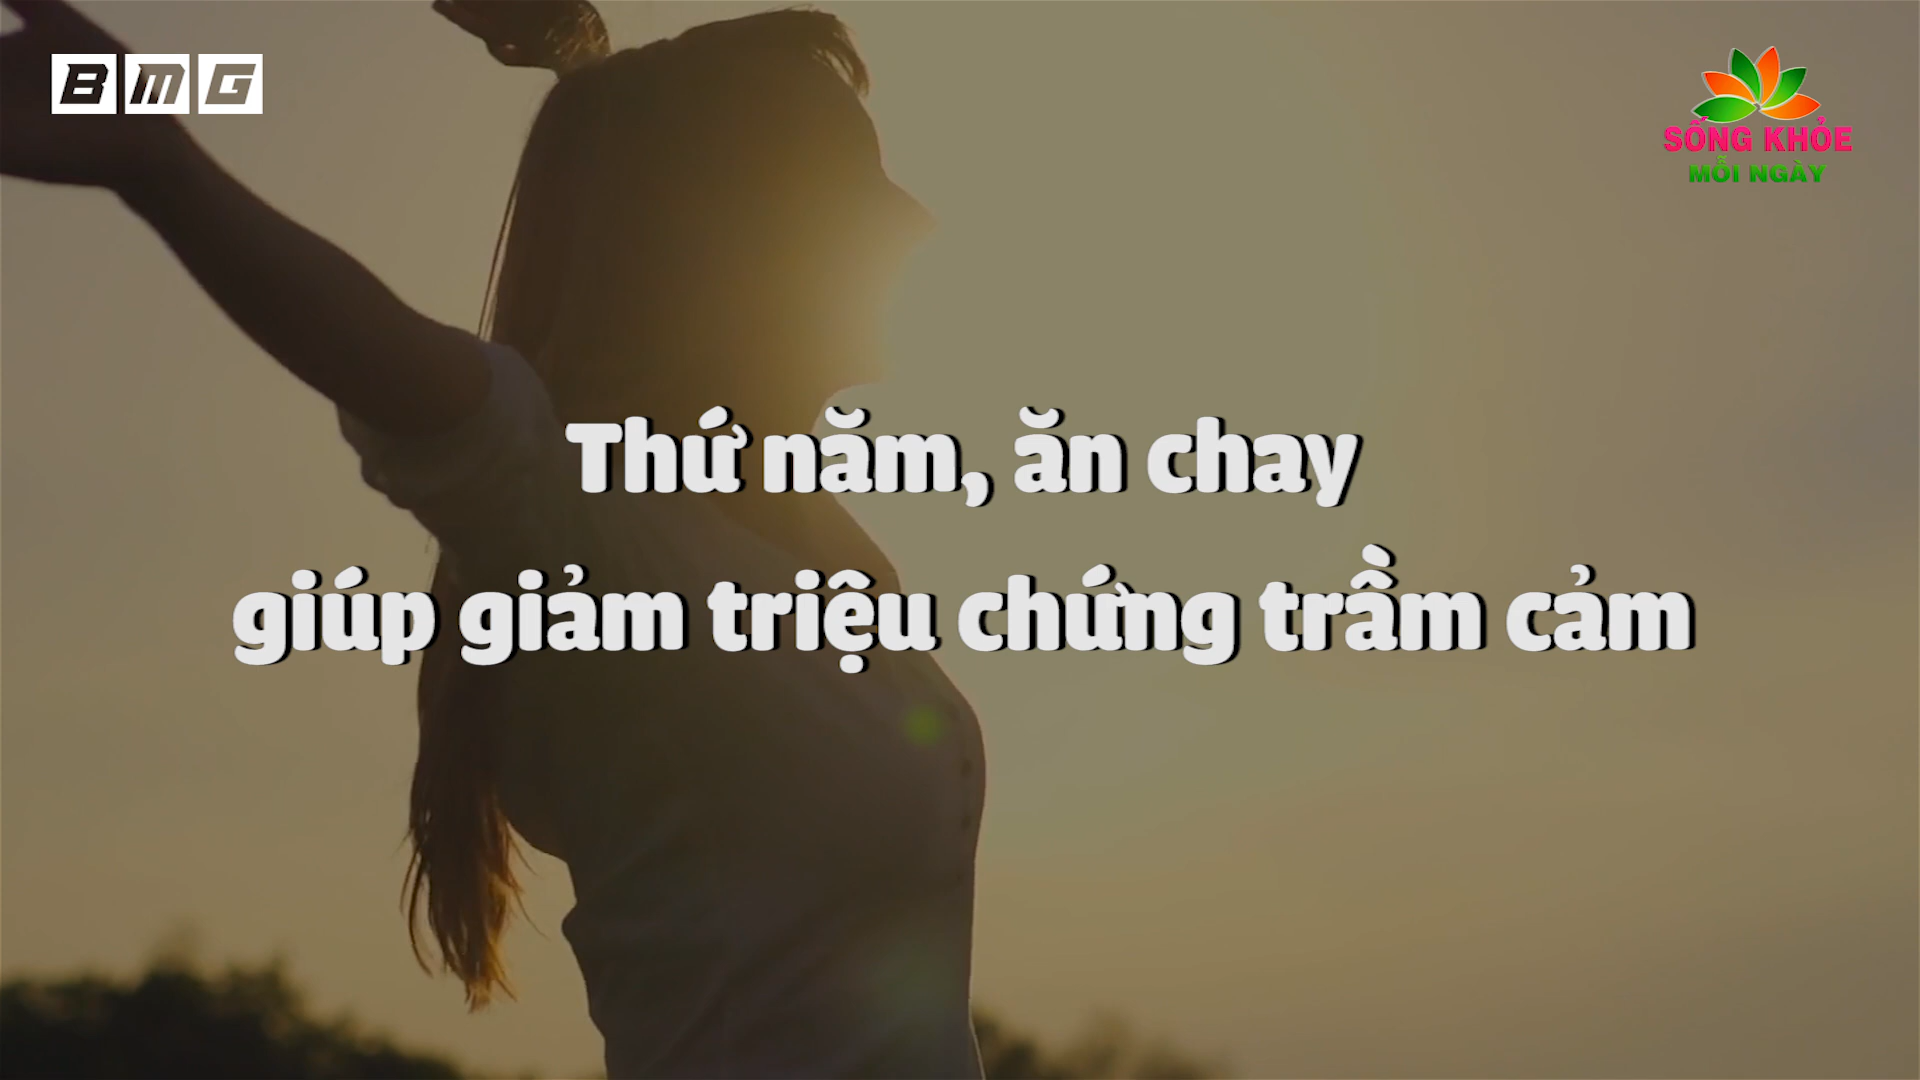 BMG
SỐNG KHỎE
MỖI NGÀY
Thứ năm, ăn chay
giúp giảm triệu chứng trầm cảm